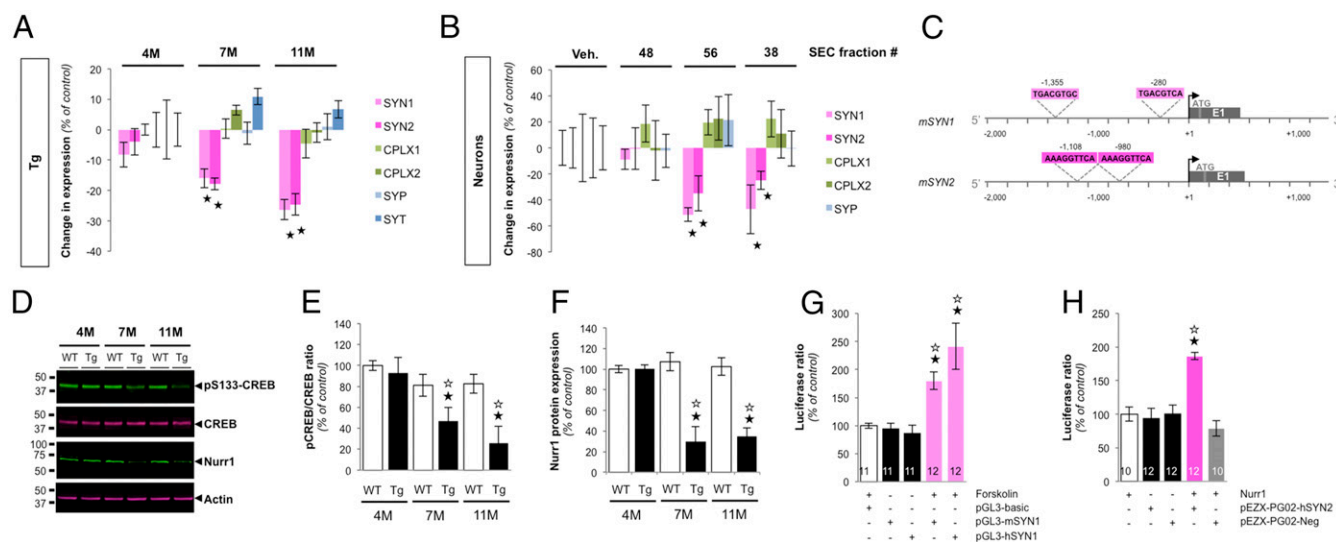 A
4M 7M 11M
Tg
Change in expression (% of control)
20
10
0
-10
-20
-30
-40
★ ★
★ ★
SYN1
SYN2
CPLX1
CPLX2
SYP
SYT
B
Veh. 48 56 38 SEC fraction #
Neurons
Change in expression (% of control)
60
40
20
0
-20
-40
-60
-80
★ ★
★ ★
SYN1
SYN2
CPLX1
CPLX2
SYP
C
-1,355 -280
TGACGTGC TGACGTCA
ATG
E1
mSYN1 5'
-2,000 -1,000 +1 +1,000
-1,108 -980
AAAGGTTCA AAAGGTTCA
ATG
E1
mSYN2 5'
-2,000 -1,000 +1 +1,000
D
4M 7M 11M
WT Tg WT Tg WT Tg
50
37
pS133-CREB
50
37
CREB
100
75
Nurr1
50
37
Actin
E
pCREB/CREB ratio
(% of control)
140
120
100
80
60
40
20
0
☆
★
☆
★
WT Tg WT Tg WT Tg
4M 7M 11M
F
Nurr1 protein expression
(% of control)
140
120
100
80
60
40
20
0
☆
★
☆
★
WT Tg WT Tg WT Tg
4M 7M 11M
G
Luciferase ratio
(% of control)
300
250
200
150
100
50
0
☆
★
☆
★
11 11 11 12 12
+ - - + + Forskolin
+ - - - - pGL3-basic
- + - + - pGL3-mSYN1
- - + - + pGL3-hSYN1
H
Luciferase ratio
(% of control)
250
200
150
100
50
0
☆
★
10 12 12 12 10
+ - - + + Nurr1
- + - + - pEZX-PG02-hSYN2
- - + - + pEZX-PG02-Neg